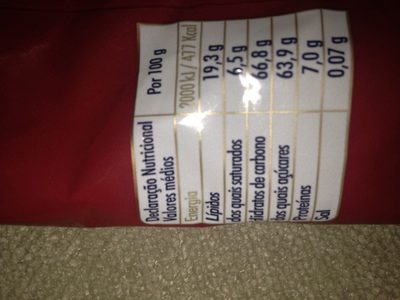 Declaração Nutricional
Valores médios Por 100 g
Energia 2000 kJ / 477 Kcal
Lípidos 19,3 g
dos quais saturados 6,5 g
Hidratos de carbono 66,8 g
dos quais açúcares 63,9 g
Proteínas 7,0 g
Sal 0,07 g